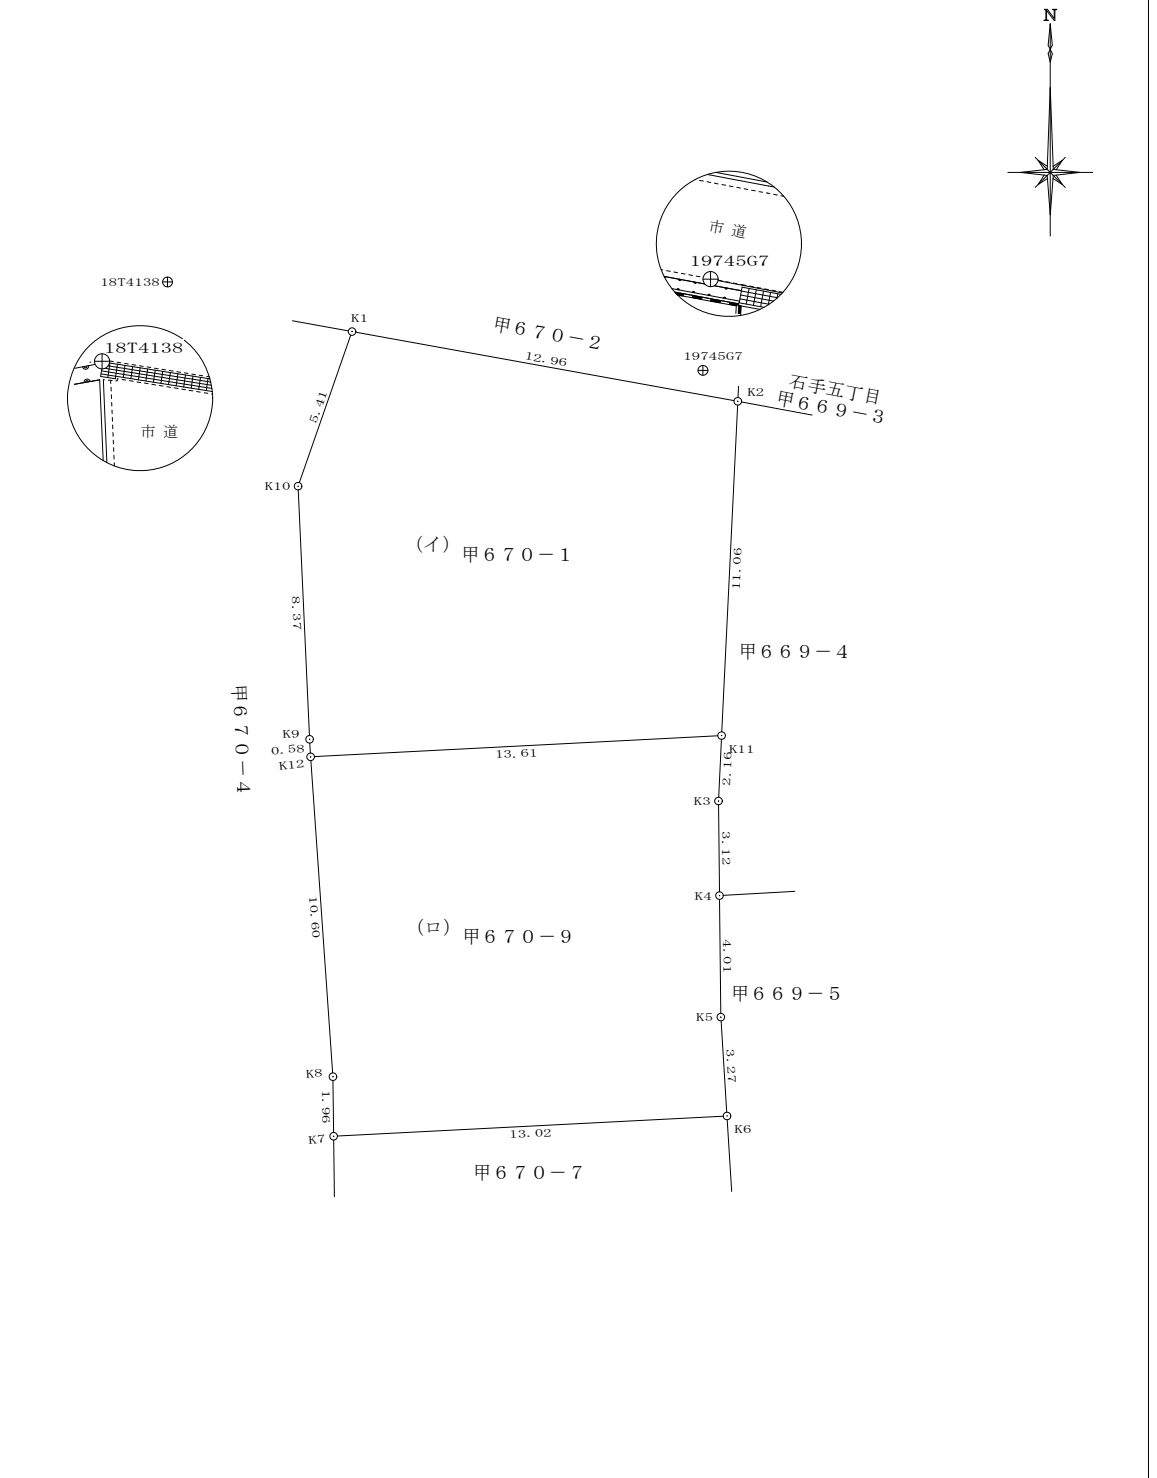 N
市道
19745G7
18T4138
K1
甲670-2
12.96
19745G7
18T4138
石手五丁目
K2
甲669-3
5.41
市道
K10
(イ)
甲670-1
11.06
8.37
甲669-4
甲670-4
K9
0.58
K12
13.61
K11
2.16
K3
3.12
K4
10.60
(ロ)
甲670-9
4.01
甲669-5
K5
3.27
K8
1.96
K7
13.02
K6
甲670-7